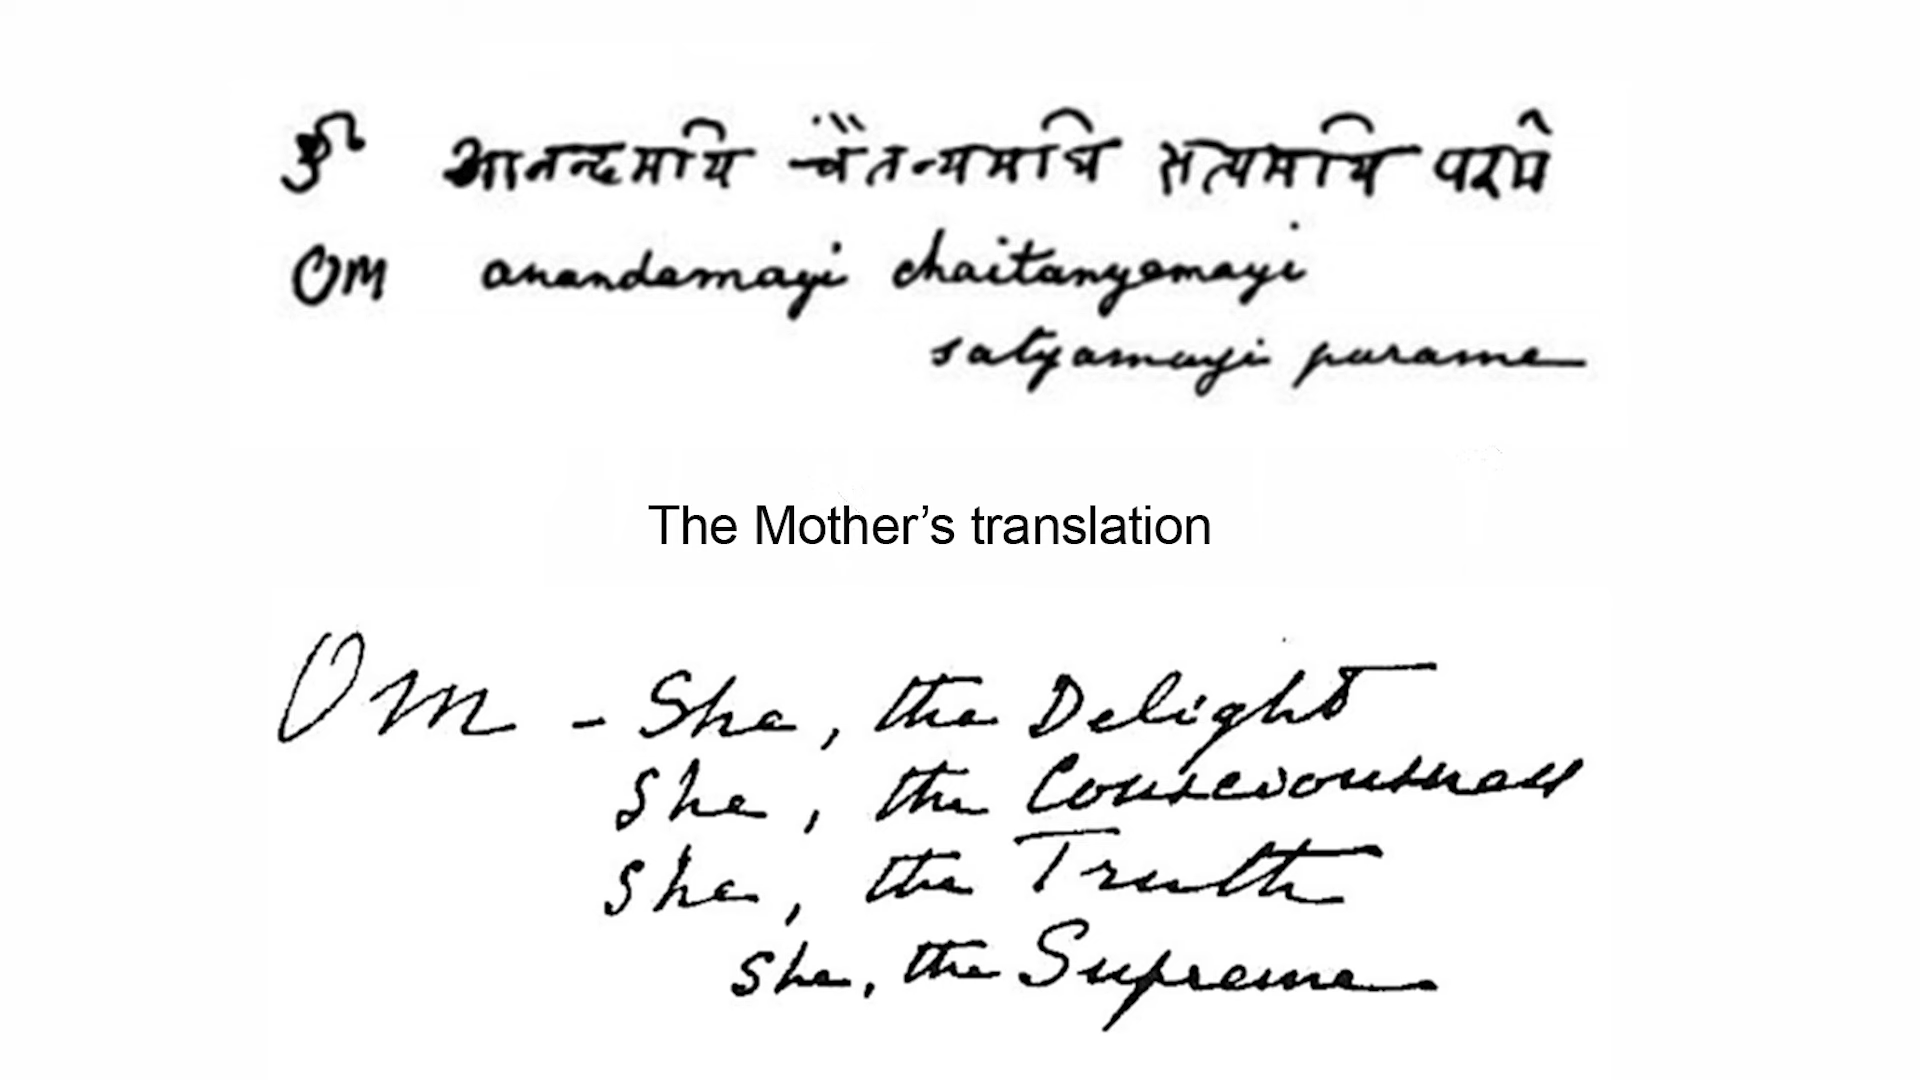 ॐ आनन्दमयि चैतन्यमयि सत्यमयि परमे
OM anandamayi chaitanyamayi
satyamayi parame
The Mother’s translation
Om - She, the Delight
She, the Consciousness
She, the Truth
She, the Supreme